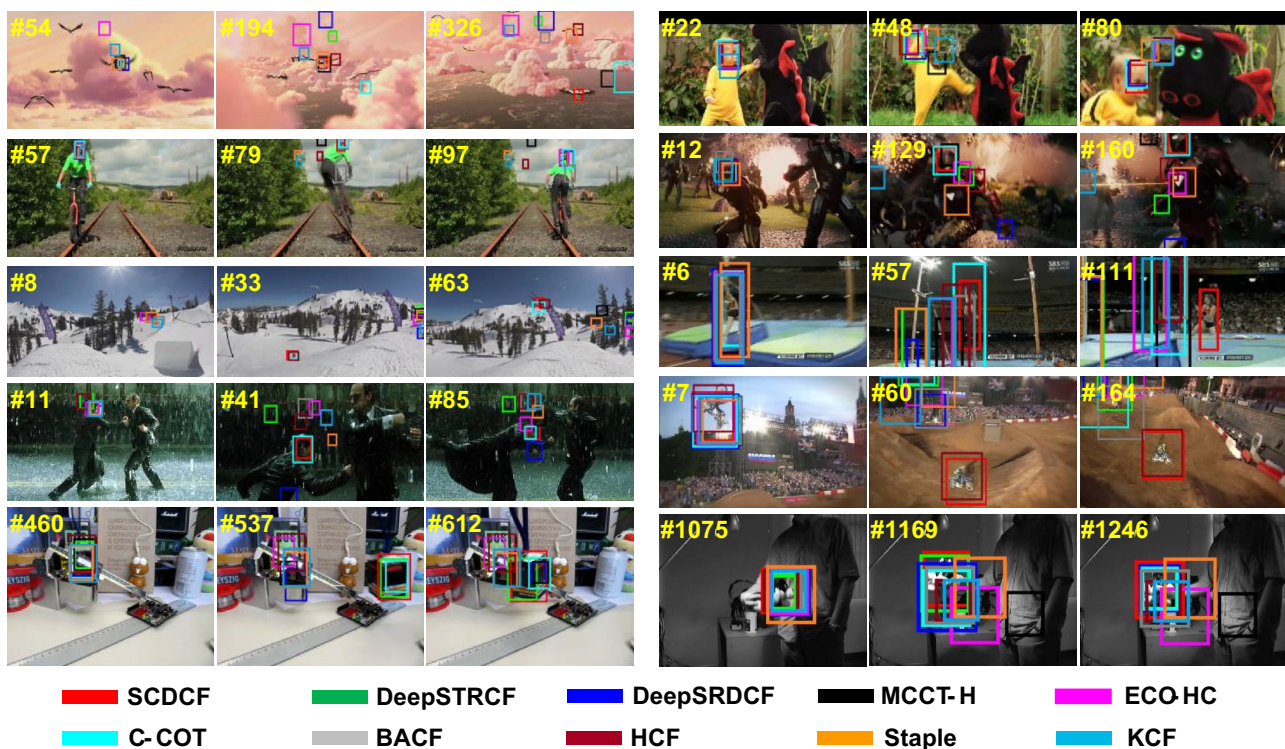 #54 #194 #326 #22 #48 #80
#57 #79 #97 #12 #129 #160
#8 #33 #63 #6 #57 #111
#11 #41 #85 #7 #60 #164
#460 #537 #612 #1075 #1169 #1246
SCDCF DeepSTRCF DeepSRDCF MCCT-H ECO-HC
C-COT BACF HCF Staple KCF